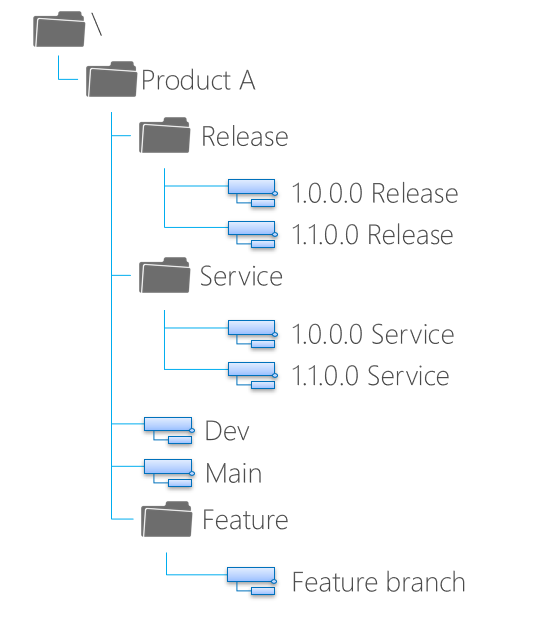 \
Product A
Release
1.0.0.0 Release
1.1.0.0 Release
Service
1.0.0.0 Service
1.1.0.0 Service
Dev
Main
Feature
Feature branch